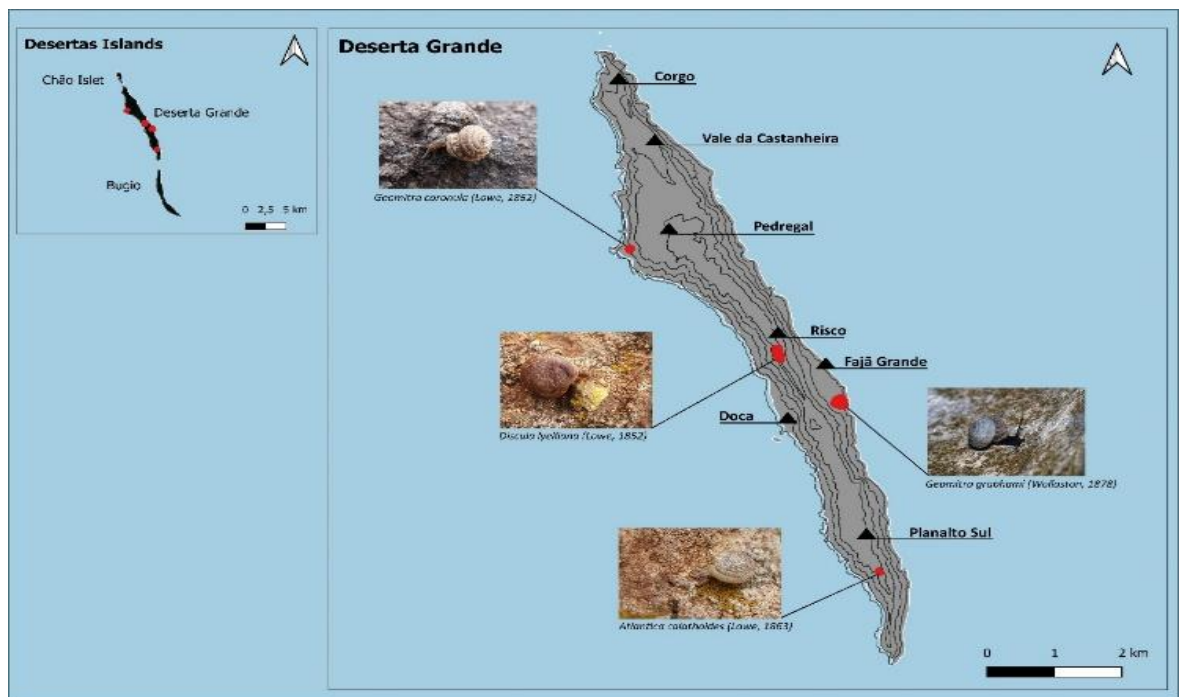 Desertas Islands
Chão Islet
Deserta Grande
Bugio
0 2,5 5 km
Deserta Grande
Corgo
Vale da Castanheira
Geomitra coronula (Lowe, 1852)
Pedregal
Risco
Fajã Grande
Discula lyelliana (Lowe, 1852)
Doca
Geomitra grabhami (Wollaston, 1878)
Planalto Sul
Atlantica calathoides (Lowe, 1863)
0 1 2 km